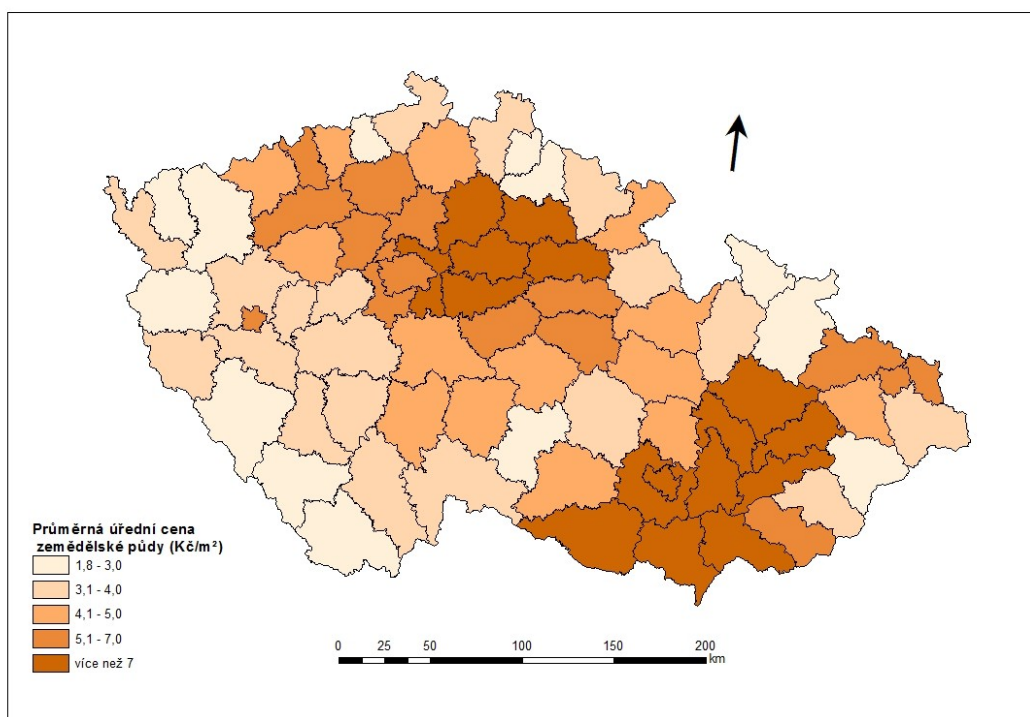 Průměrná úřední cena
zemědělské půdy (Kč/m²)
1,8 - 3,0
3,1 - 4,0
4,1 - 5,0
5,1 - 7,0
více než 7
0 25 50 100 150 200
km